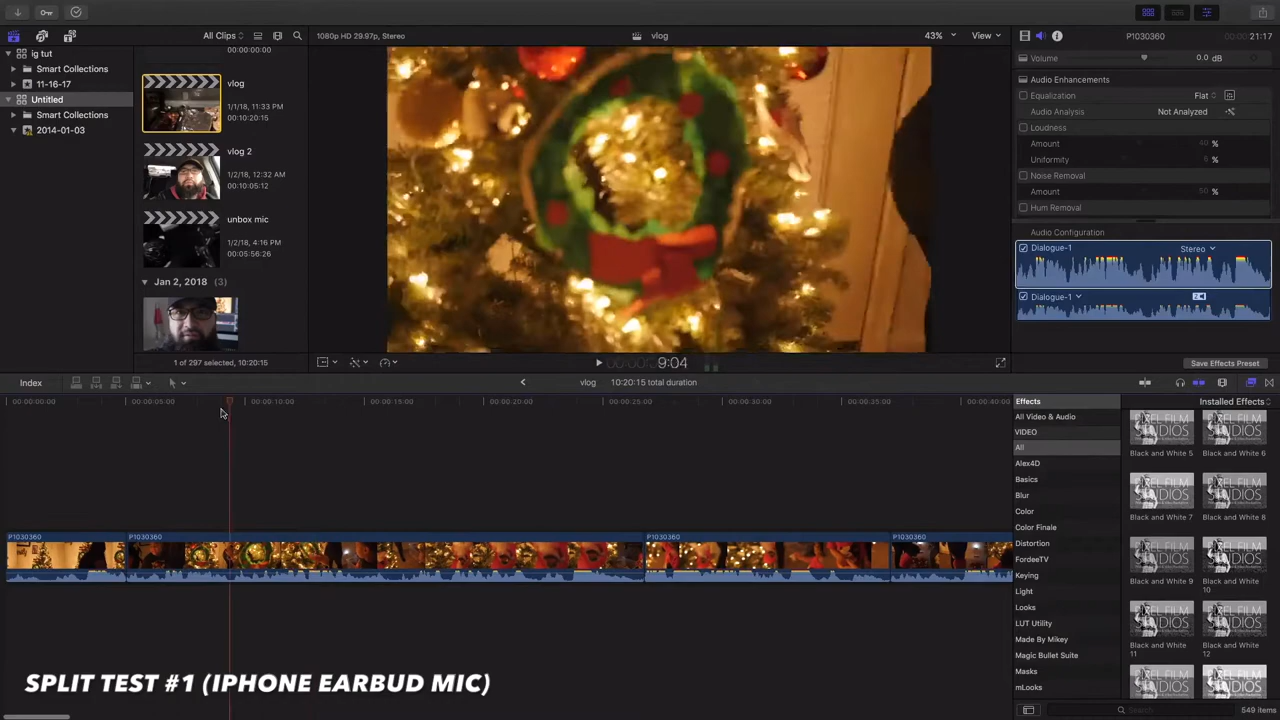 All Clips
1080p HD 29.97p, Stereo
vlog
43%
View
P1030360
21:17
ig tut
Smart Collections
11-16-17
Untitled
Smart Collections
2014-01-03
00:00:00:00
vlog
1/1/18, 11:33 PM
00:10:20:15
vlog 2
1/2/18, 12:32 AM
00:10:05:12
unbox mic
1/2/18, 4:16 PM
00:05:56:26
Jan 2, 2018 (3)
1 of 297 selected, 10:20:15
9:04
Volume
0.0 dB
Audio Enhancements
Equalization
Flat
Audio Analysis
Not Analyzed
Loudness
Amount
40 %
Uniformity
%
Noise Removal
Amount
50 %
Hum Removal
Audio Configuration
Dialogue-1
Stereo
Dialogue-1
Save Effects Preset
Index
vlog
10:20:15 total duration
00:00:00:00
00:00:05:00
00:00:10:00
00:00:15:00
00:00:20:00
00:00:25:00
00:00:30:00
00:00:35:00
00:00:40:00
P1030360
P1030360
P1030360
P1030360
Effects
Installed Effects
All Video & Audio
VIDEO
All
Alex4D
Basics
Blur
Color
Color Finale
Distortion
FordeeTV
Keying
Light
Looks
LUT Utility
Made By Mikey
Magic Bullet Suite
Masks
mLooks
Black and White 5
Black and White 6
Black and White 7
Black and White 8
Black and White 9
Black and White
10
Black and White
11
Black and White
12
PIXEL FILM
STUDIOS
Search
549 items
SPLIT TEST #1 (IPHONE EARBUD MIC)